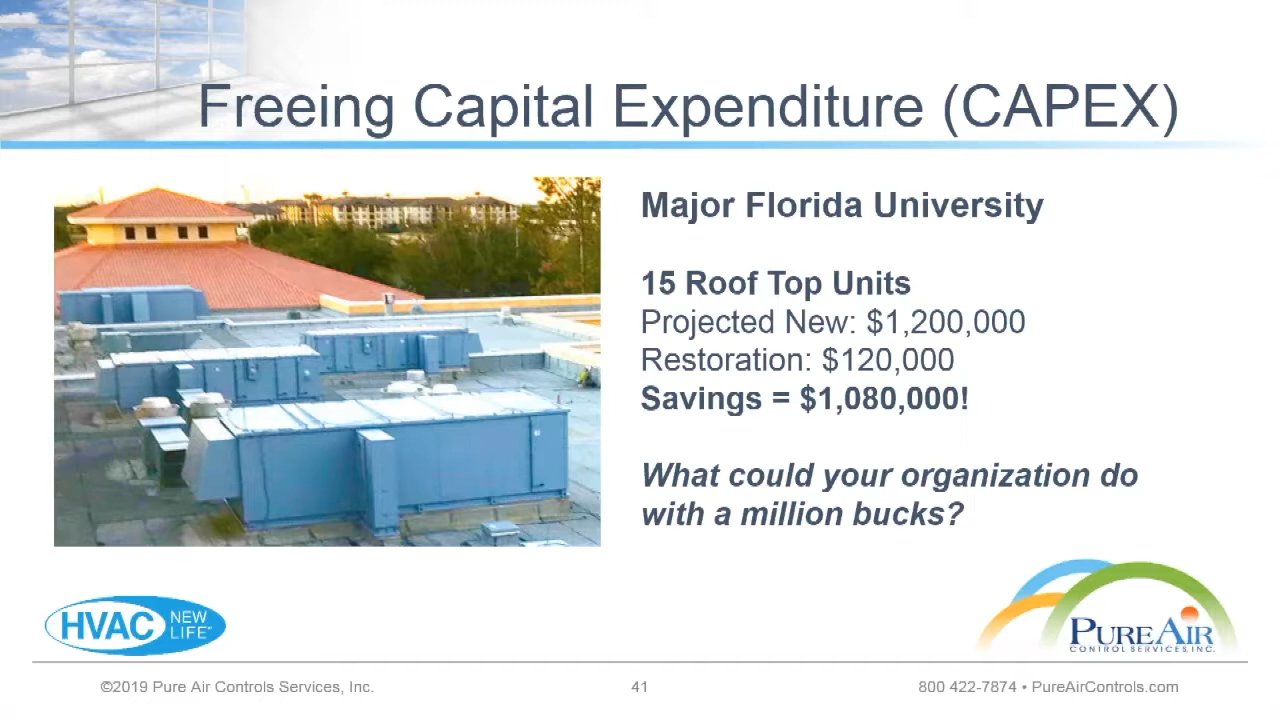 Freeing Capital Expenditure (CAPEX)
Major Florida University
15 Roof Top Units
Projected New: $1,200,000
Restoration: $120,000
Savings = $1,080,000!
What could your organization do
with a million bucks?
HVAC NEW LIFE™
PUREAIR
CONTROL SERVICES, INC.
©2019 Pure Air Controls Services, Inc.
41
800 422-7874 • PureAirControls.com